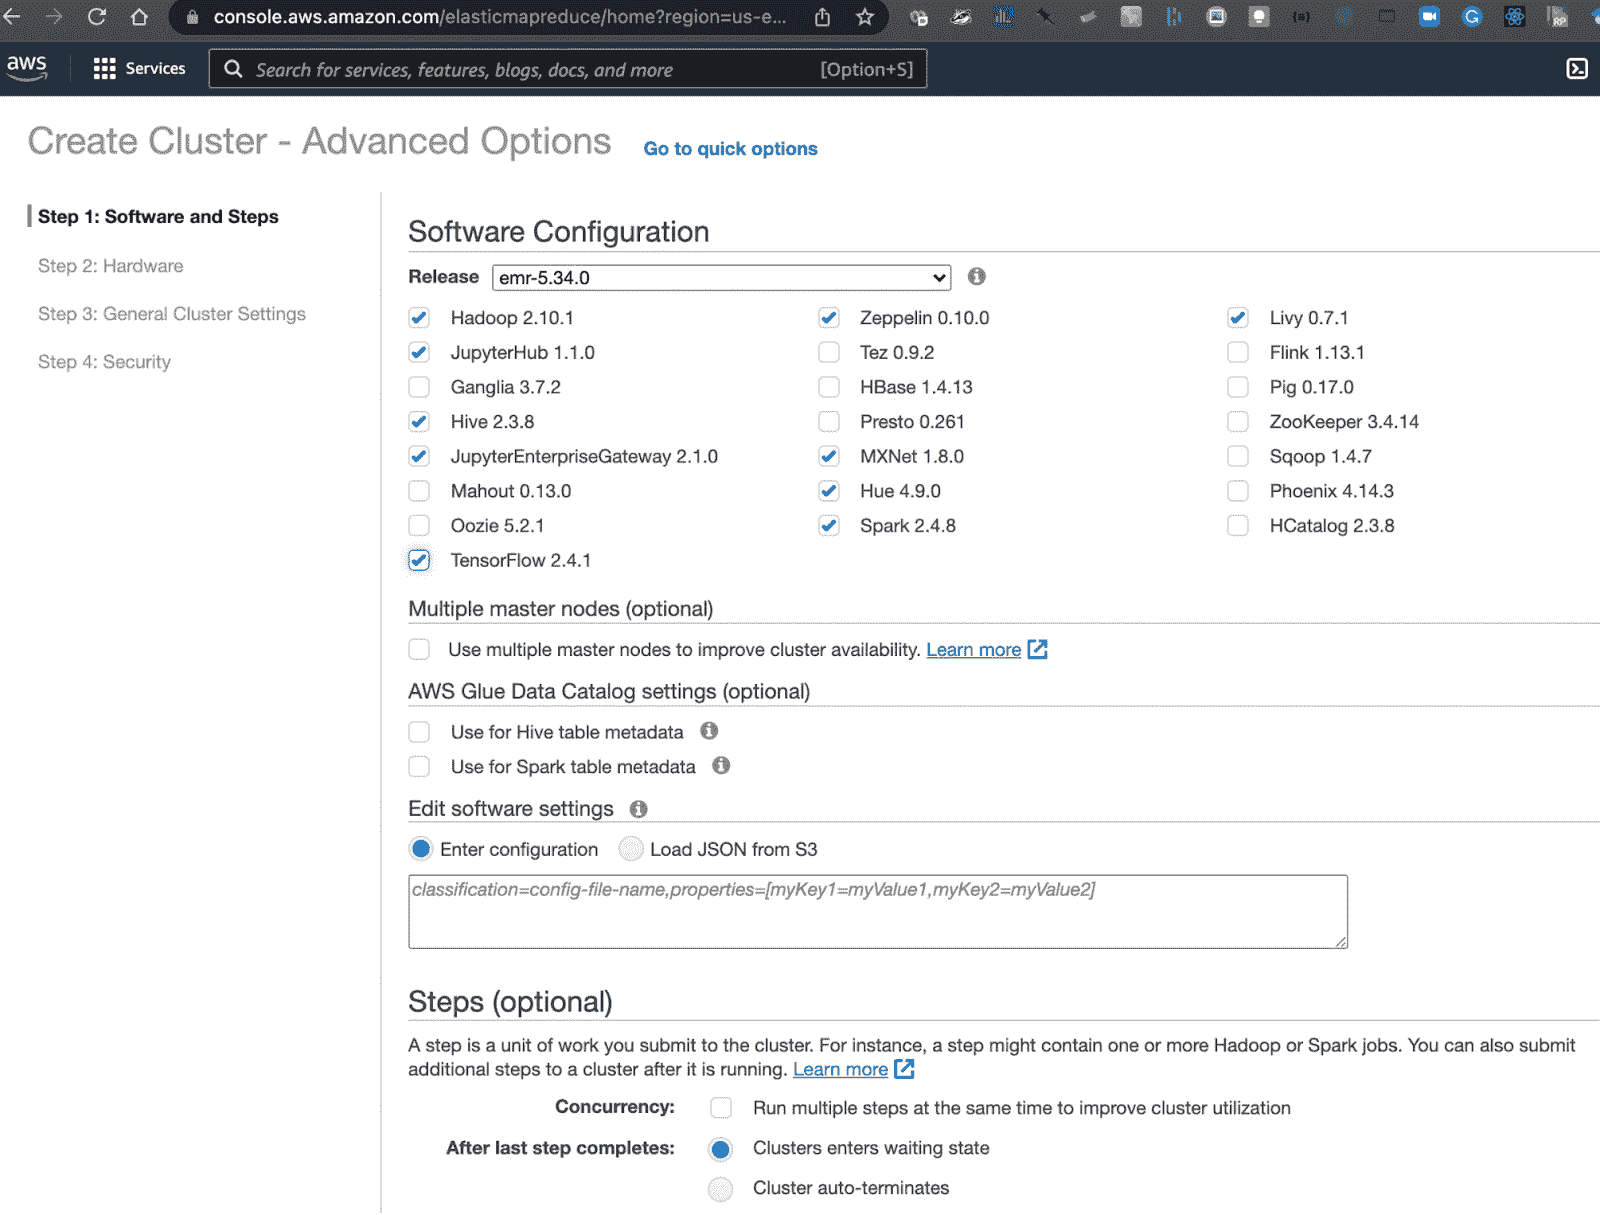 console.aws.amazon.com/elasticmapreduce/home?region=us-e...
aws
Services
Search for services, features, blogs, docs, and more [Option+S]
Create Cluster - Advanced Options Go to quick options
Step 1: Software and Steps
Step 2: Hardware
Step 3: General Cluster Settings
Step 4: Security
Software Configuration
Release emr-5.34.0
Hadoop 2.10.1 Zeppelin 0.10.0 Livy 0.7.1
JupyterHub 1.1.0 Tez 0.9.2 Flink 1.13.1
Ganglia 3.7.2 HBase 1.4.13 Pig 0.17.0
Hive 2.3.8 Presto 0.261 ZooKeeper 3.4.14
JupyterEnterpriseGateway 2.1.0 MXNet 1.8.0 Sqoop 1.4.7
Mahout 0.13.0 Hue 4.9.0 Phoenix 4.14.3
Oozie 5.2.1 Spark 2.4.8 HCatalog 2.3.8
TensorFlow 2.4.1
Multiple master nodes (optional)
Use multiple master nodes to improve cluster availability. Learn more
AWS Glue Data Catalog settings (optional)
Use for Hive table metadata
Use for Spark table metadata
Edit software settings
Enter configuration Load JSON from S3
classification=config-file-name,properties=[myKey1=myValue1,myKey2=myValue2]
Steps (optional)
A step is a unit of work you submit to the cluster. For instance, a step might contain one or more Hadoop or Spark jobs. You can also submit
additional steps to a cluster after it is running. Learn more
Concurrency: Run multiple steps at the same time to improve cluster utilization
After last step completes: Clusters enters waiting state
Cluster auto-terminates